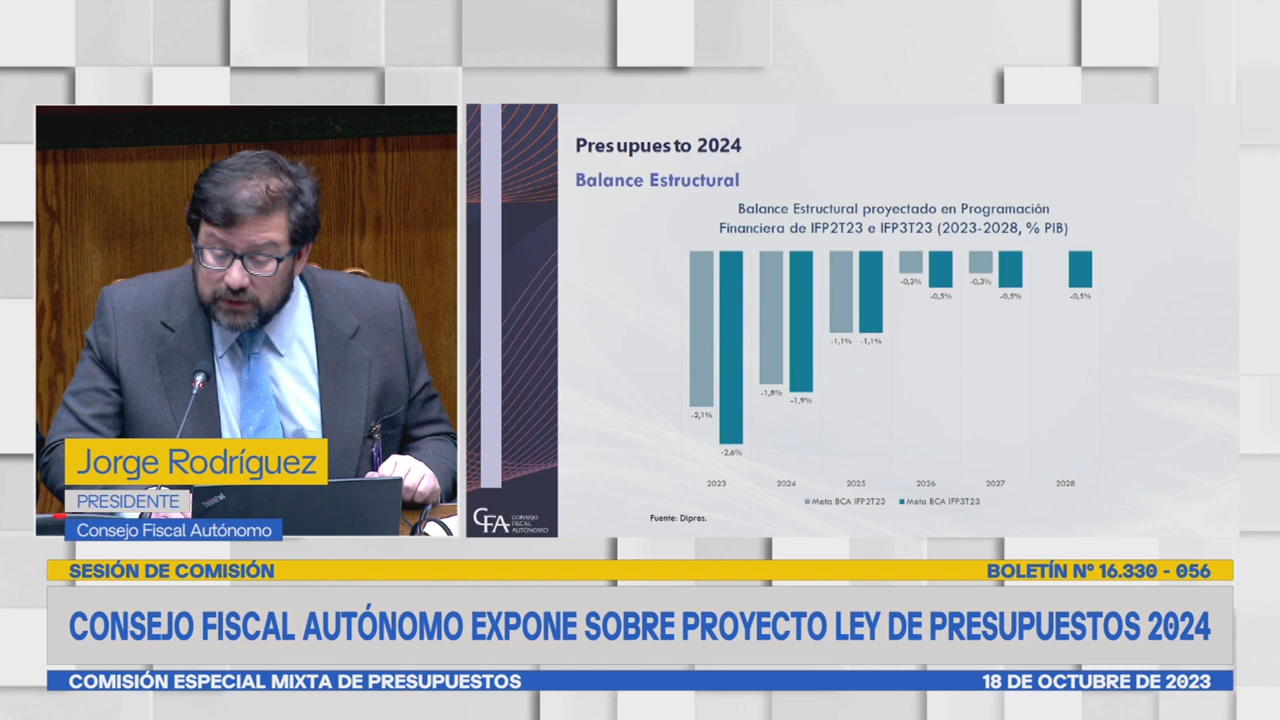 Presupuesto 2024
Balance Estructural
Balance Estructural proyectado en Programación
Financiera de IFP2T23 e IFP3T23 (2023-2028, % PIB)
-0,3%
-0,5%
-0,3%
-0,5%
-0,5%
-1,1%
-1,1%
-1,8%
-1,9%
-2,1%
-2,6%
2023
2024
2025
2026
2027
2028
Meta BCA IFP2T23
Meta BCA IFP3T23
Fuente: Dipres.
CFA CONSEJO
FISCAL
AUTÓNOMO
ThinkPad
Jorge Rodríguez
PRESIDENTE
Consejo Fiscal Autónomo
SESIÓN DE COMISIÓN
BOLETÍN Nº 16.330 - 056
CONSEJO FISCAL AUTÓNOMO EXPONE SOBRE PROYECTO LEY DE PRESUPUESTOS 2024
COMISIÓN ESPECIAL MIXTA DE PRESUPUESTOS
18 DE OCTUBRE DE 2023